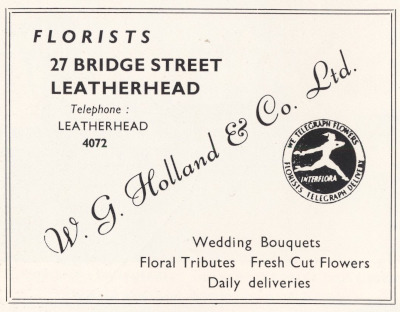 FLORISTS
27 BRIDGE STREET
LEATHERHEAD
Telephone :
LEATHERHEAD
4072
W. G. Holland & Co. Ltd.
WE TELEGRAPH FLOWERS
INTERFLORA
FLORISTS TELEGRAPH DELIVERY
Wedding Bouquets
Floral Tributes Fresh Cut Flowers
Daily deliveries